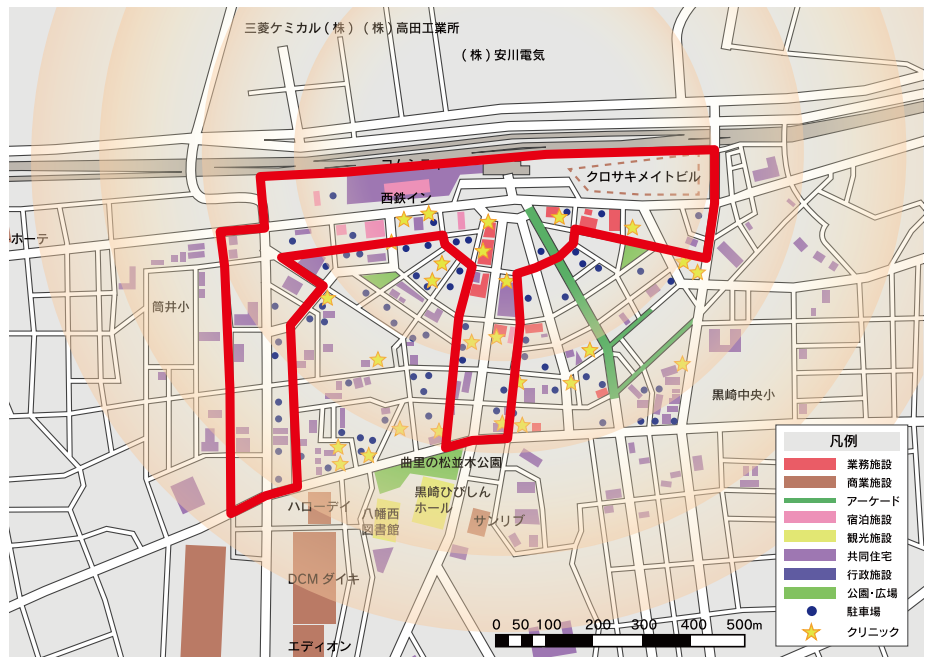 三菱ケミカル(株)(株)高田工業所
(株)安川電気
クロサキメイトビル
西鉄イン
ホーテ
筒井小
黒崎中央小
曲里の松並木公園
ハローデイ
八幡西
図書館
黒崎ひびしん
ホール
サンリブ
DCM ダイキ
エディオン
凡例
業務施設
商業施設
アーケード
宿泊施設
観光施設
共同住宅
行政施設
公園・広場
駐車場
クリニック
0 50 100 200 300 400 500m